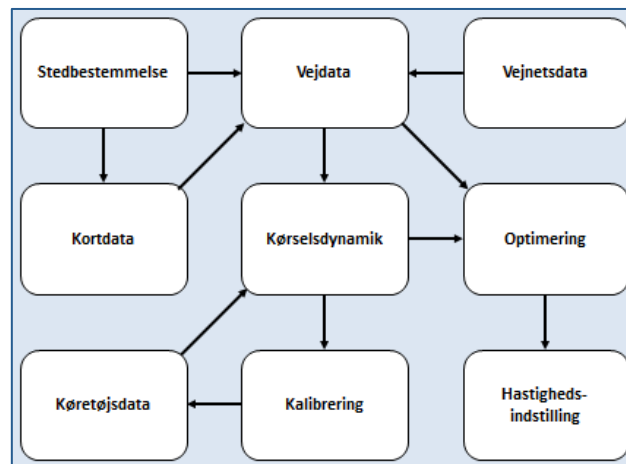 Stedbestemmelse
Vejdata
Vejnetsdata
Kortdata
Kørselsdynamik
Optimering
Køretøjsdata
Kalibrering
Hastigheds-
indstilling